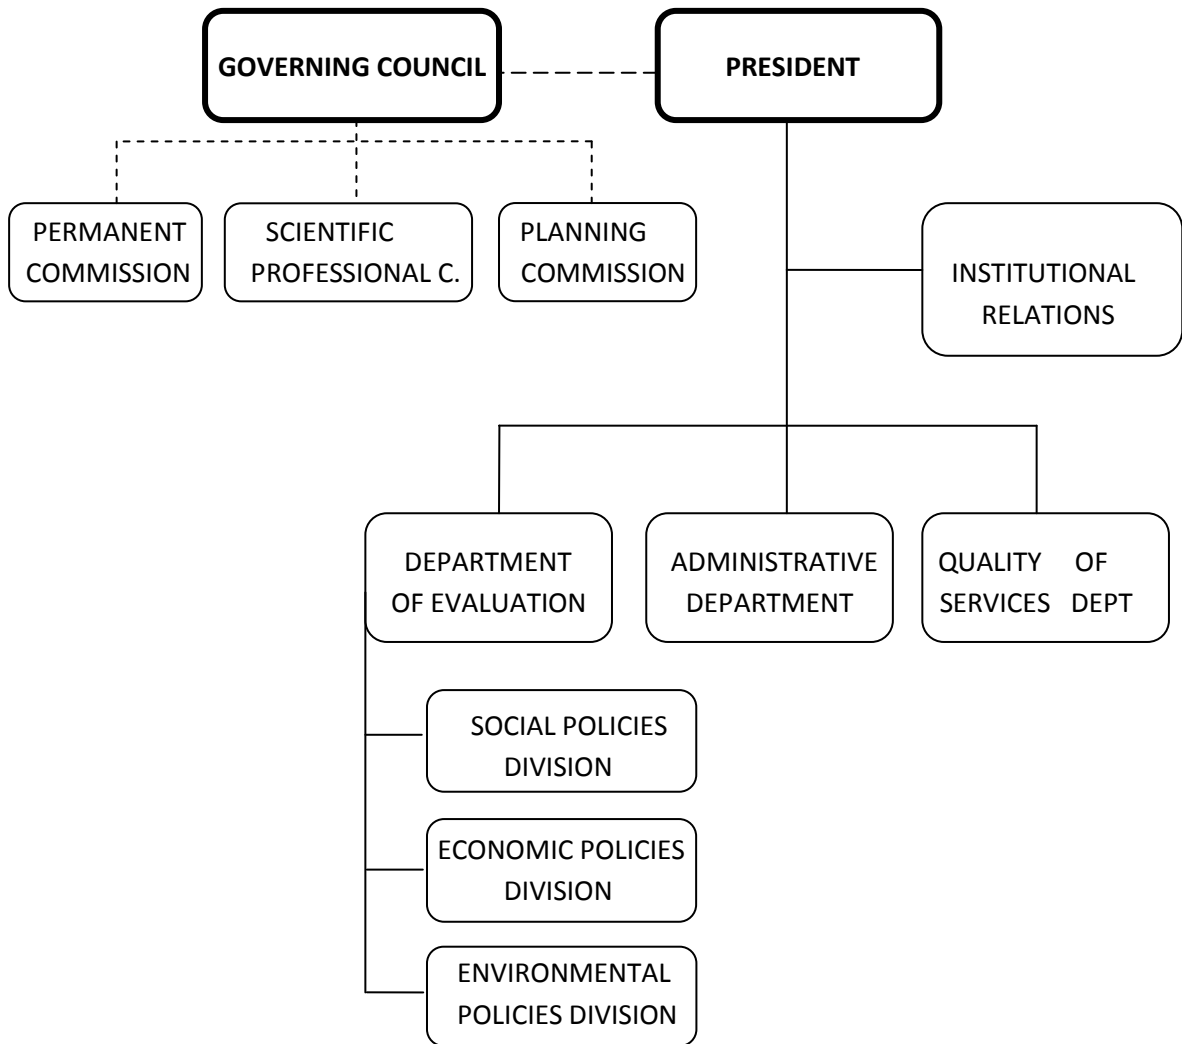 GOVERNING COUNCIL
PRESIDENT
PERMANENT
COMMISSION
SCIENTIFIC
PROFESSIONAL C.
PLANNING
COMMISSION
INSTITUTIONAL
RELATIONS
DEPARTMENT
OF EVALUATION
ADMINISTRATIVE
DEPARTMENT
QUALITY OF
SERVICES DEPT
SOCIAL POLICIES
DIVISION
ECONOMIC POLICIES
DIVISION
ENVIRONMENTAL
POLICIES DIVISION